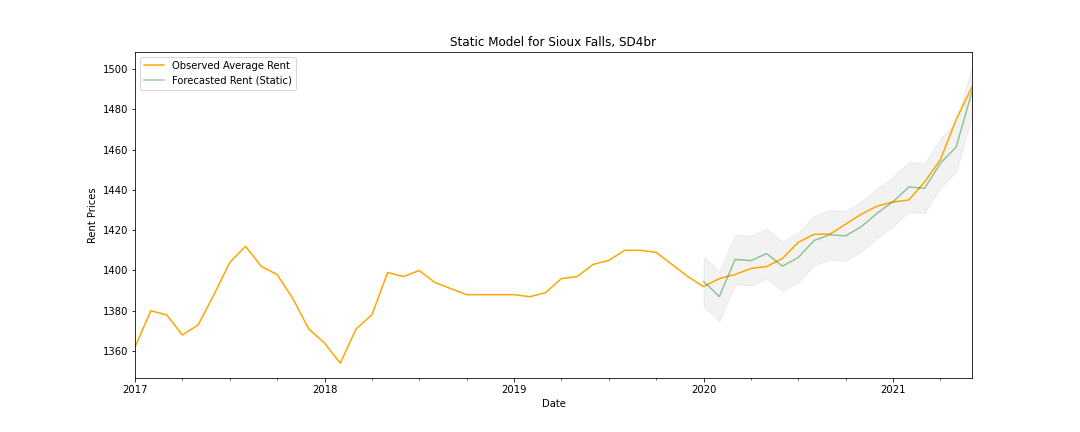 Static Model for Sioux Falls, SD4br
Observed Average Rent
Forecasted Rent (Static)
1500
1480
1460
1440
1420
1400
1380
1360
Rent Prices
2017 2018 2019 2020 2021
Date